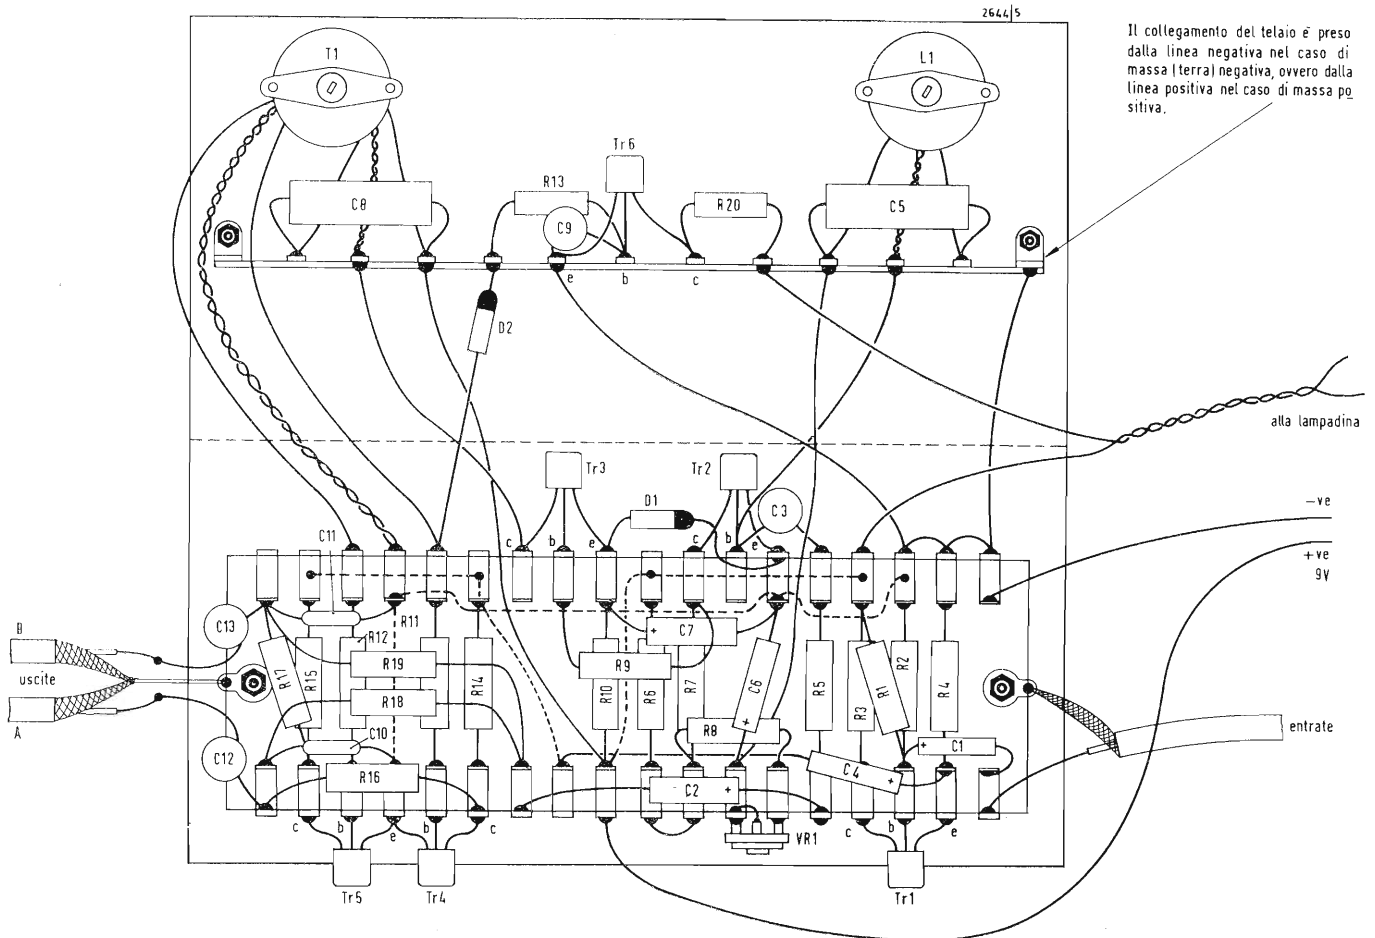 2644/5
Il collegamento del telaio è preso
dalla linea negativa nel caso di
massa (terra) negativa, ovvero dalla
linea positiva nel caso di massa po
sitiva.
T1
L1
Tr6
R13
C8
C9
R20
C5
e
b
c
D2
alla lampadina
Tr3
Tr2
D1
C3
C11
c
b
e
c
b
e
-ve
+ve
9V
B
uscite
A
C13
R11
R12
R17
R15
R19
R14
R18
C7
R9
R10
R6
R7
C6
+
+
R5
R3
R1
R2
R4
C10
C12
R16
R8
C2
+
C4
+
C1
+
entrate
c
b
e
b
c
VR1
c
b
e
Tr5
Tr4
Tr1